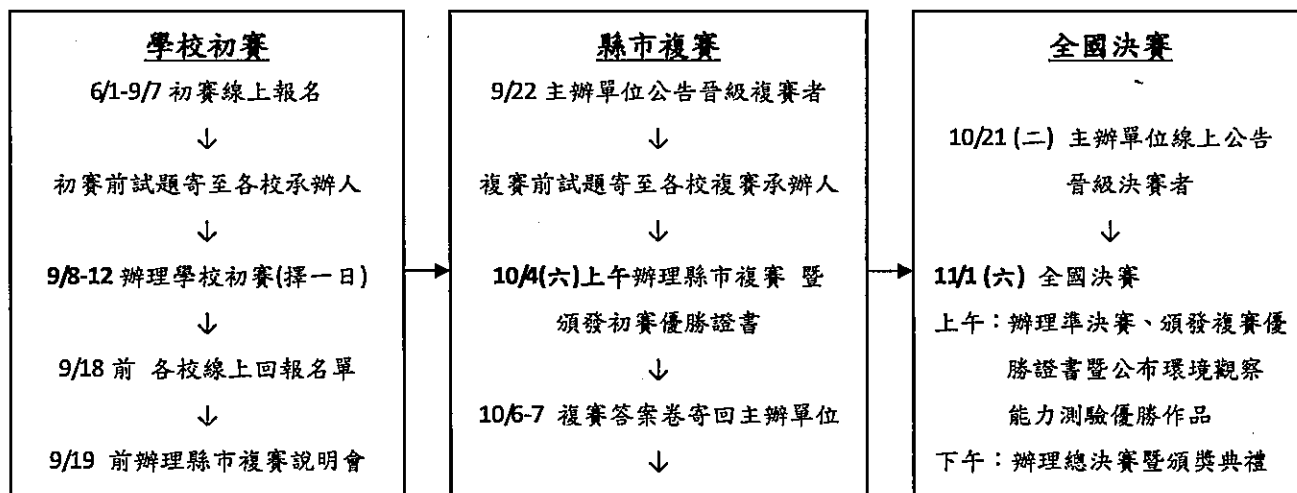 學校初賽
6/1-9/7 初賽線上報名
↓
初賽前試題寄至各校承辦人
↓
9/8-12 辦理學校初賽(擇一日)
↓
9/18 前 各校線上回報名單
↓
9/19 前辦理縣市複賽說明會
縣市複賽
9/22 主辦單位公告晉級複賽者
↓
複賽前試題寄至各校複賽承辦人
↓
10/4(六)上午辦理縣市複賽 暨
頒發初賽優勝證書
↓
10/6-7 複賽答案卷寄回主辦單位
↓
全國決賽
10/21 (二) 主辦單位線上公告
晉級決賽者
↓
11/1 (六) 全國決賽
上午：辦理準決賽、頒發複賽優
勝證書暨公布環境觀察
能力測驗優勝作品
下午：辦理總決賽暨頒獎典禮